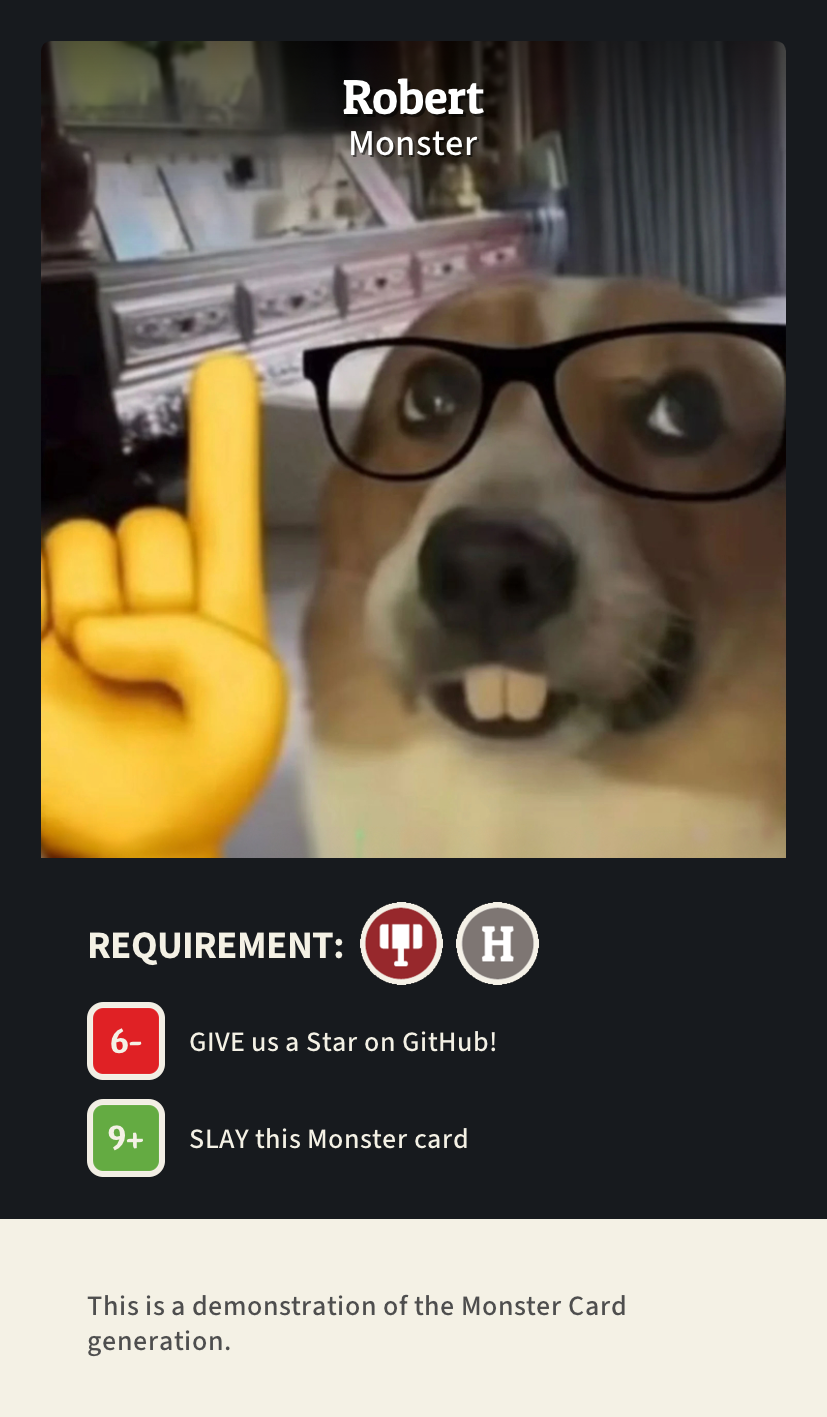 Robert
Monster
REQUIREMENT: H
6- GIVE us a Star on GitHub!
9+ SLAY this Monster card
This is a demonstration of the Monster Card
generation.